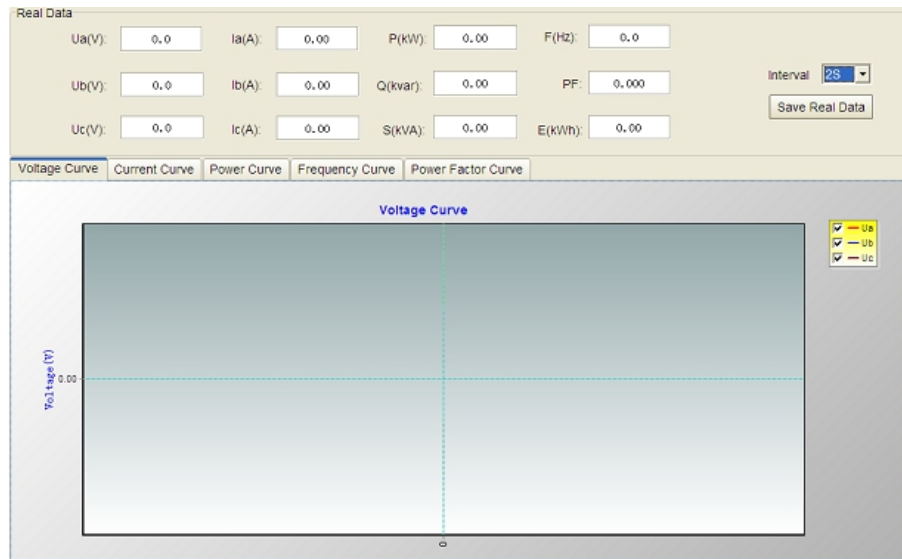 Real Data
Ua(V): 0.0 Ia(A): 0.00 P(kW): 0.00 F(Hz): 0.0
Ub(V): 0.0 Ib(A): 0.00 Q(kvar): 0.00 PF: 0.000
Interval 2S
Uc(V): 0.0 Ic(A): 0.00 S(kVA): 0.00 E(kWh): 0.00
Save Real Data
Voltage Curve Current Curve Power Curve Frequency Curve Power Factor Curve
Voltage Curve
Ua
Ub
Uc
Voltage(V)
0.00
0